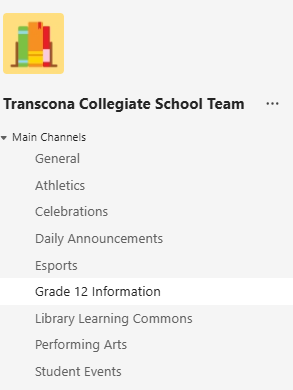 Transcona Collegiate School Team ...
Main Channels
General
Athletics
Celebrations
Daily Announcements
Esports
Grade 12 Information
Library Learning Commons
Performing Arts
Student Events